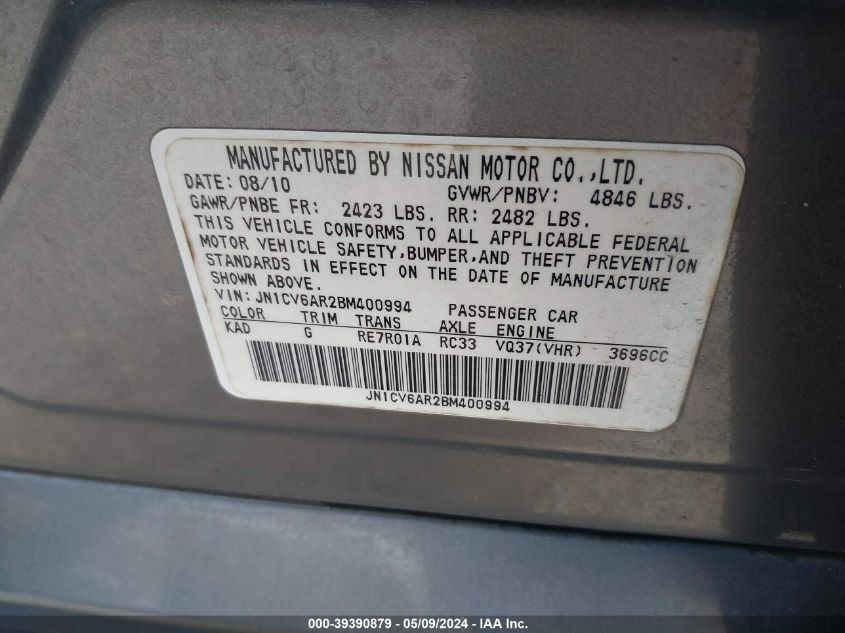 MANUFACTURED BY NISSAN MOTOR CO.,LTD.
DATE: 08/10 GVWR/PNBV: 4846 LBS.
GAWR/PNBE FR: 2423 LBS. RR: 2482 LBS.
THIS VEHICLE CONFORMS TO ALL APPLICABLE FEDERAL
MOTOR VEHICLE SAFETY,BUMPER,AND THEFT PREVENTION
STANDARDS IN EFFECT ON THE DATE OF MANUFACTURE
SHOWN ABOVE.
VIN: JN1CV6AR2BM400994 PASSENGER CAR
COLOR TRIM TRANS AXLE ENGINE
KAD G RE7R01A RC33 VQ37(VHR) 3696CC
JN1CV6AR2BM400994
000-39390879 - 05/09/2024 - IAAI.com